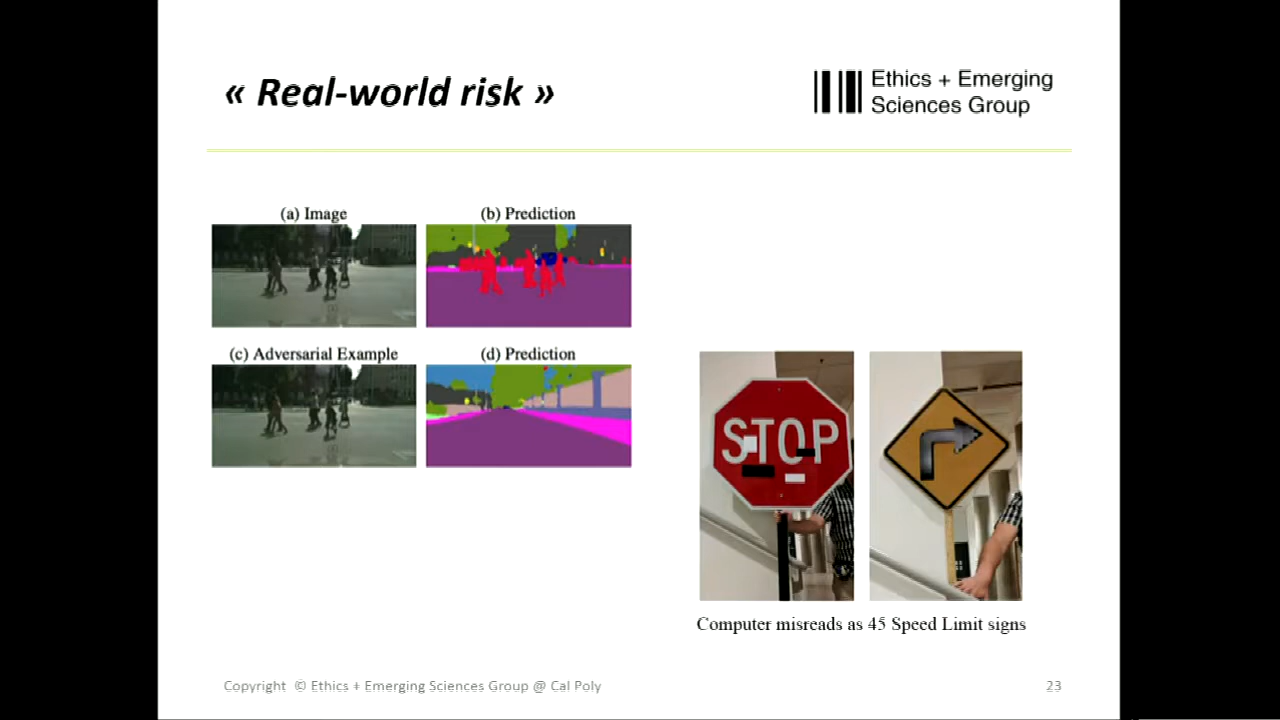 « Real-world risk »
Ethics + Emerging
Sciences Group
(a) Image
(b) Prediction
(c) Adversarial Example
(d) Prediction
STOP
Computer misreads as 45 Speed Limit signs
Copyright © Ethics + Emerging Sciences Group @ Cal Poly
23